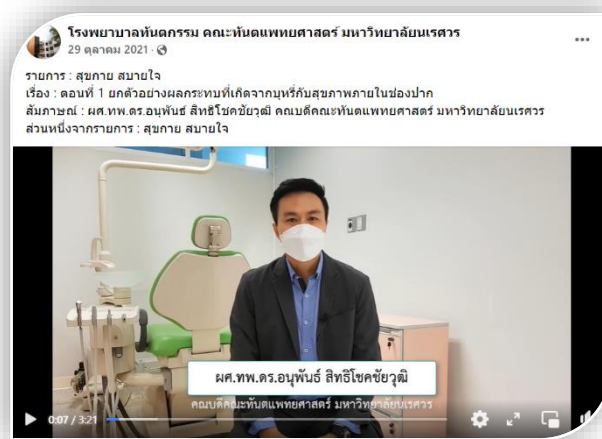 โรงพยาบาลทันตกรรม คณะทันตแพทยศาสตร์ มหาวิทยาลัยนเรศวร
29 ตุลาคม 2021 ·
รายการ : สุขกาย สบายใจ
เรื่อง : ตอนที่ 1 ยกตัวอย่างผลกระทบที่เกิดจากบุหรี่กับสุขภาพภายในช่องปาก
สัมภาษณ์ : ผศ.ทพ.ดร.อนุพันธ์ สิทธิโชคชัยวุฒิ คณบดีคณะทันตแพทยศาสตร์ มหาวิทยาลัยนเรศวร
ส่วนหนึ่งจากรายการ : สุขกาย สบายใจ
ผศ.ทพ.ดร.อนุพันธ์ สิทธิโชคชัยวุฒิ
คณบดีคณะทันตแพทยศาสตร์ มหาวิทยาลัยนเรศวร
0:07 / 3:21